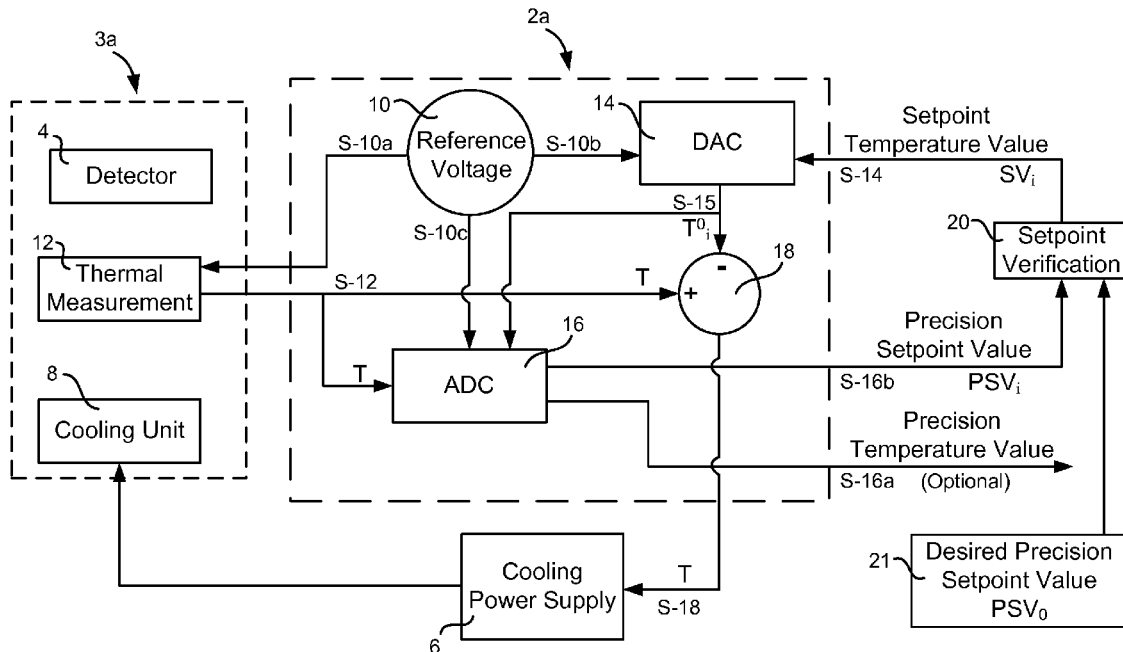 3a
2a
4
Detector
12
Thermal
Measurement
8
Cooling Unit
10
Reference
Voltage
S-10a
S-10b
S-10c
14
DAC
S-15
T⁰ᵢ
-
+
18
S-12
T
T
16
ADC
Setpoint
Temperature Value
S-14
SVᵢ
20
Setpoint
Verification
Precision
Setpoint Value
S-16b
PSVᵢ
Precision
Temperature Value
S-16a
(Optional)
21
Desired Precision
Setpoint Value
PSV₀
Cooling
Power Supply
6
T
S-18